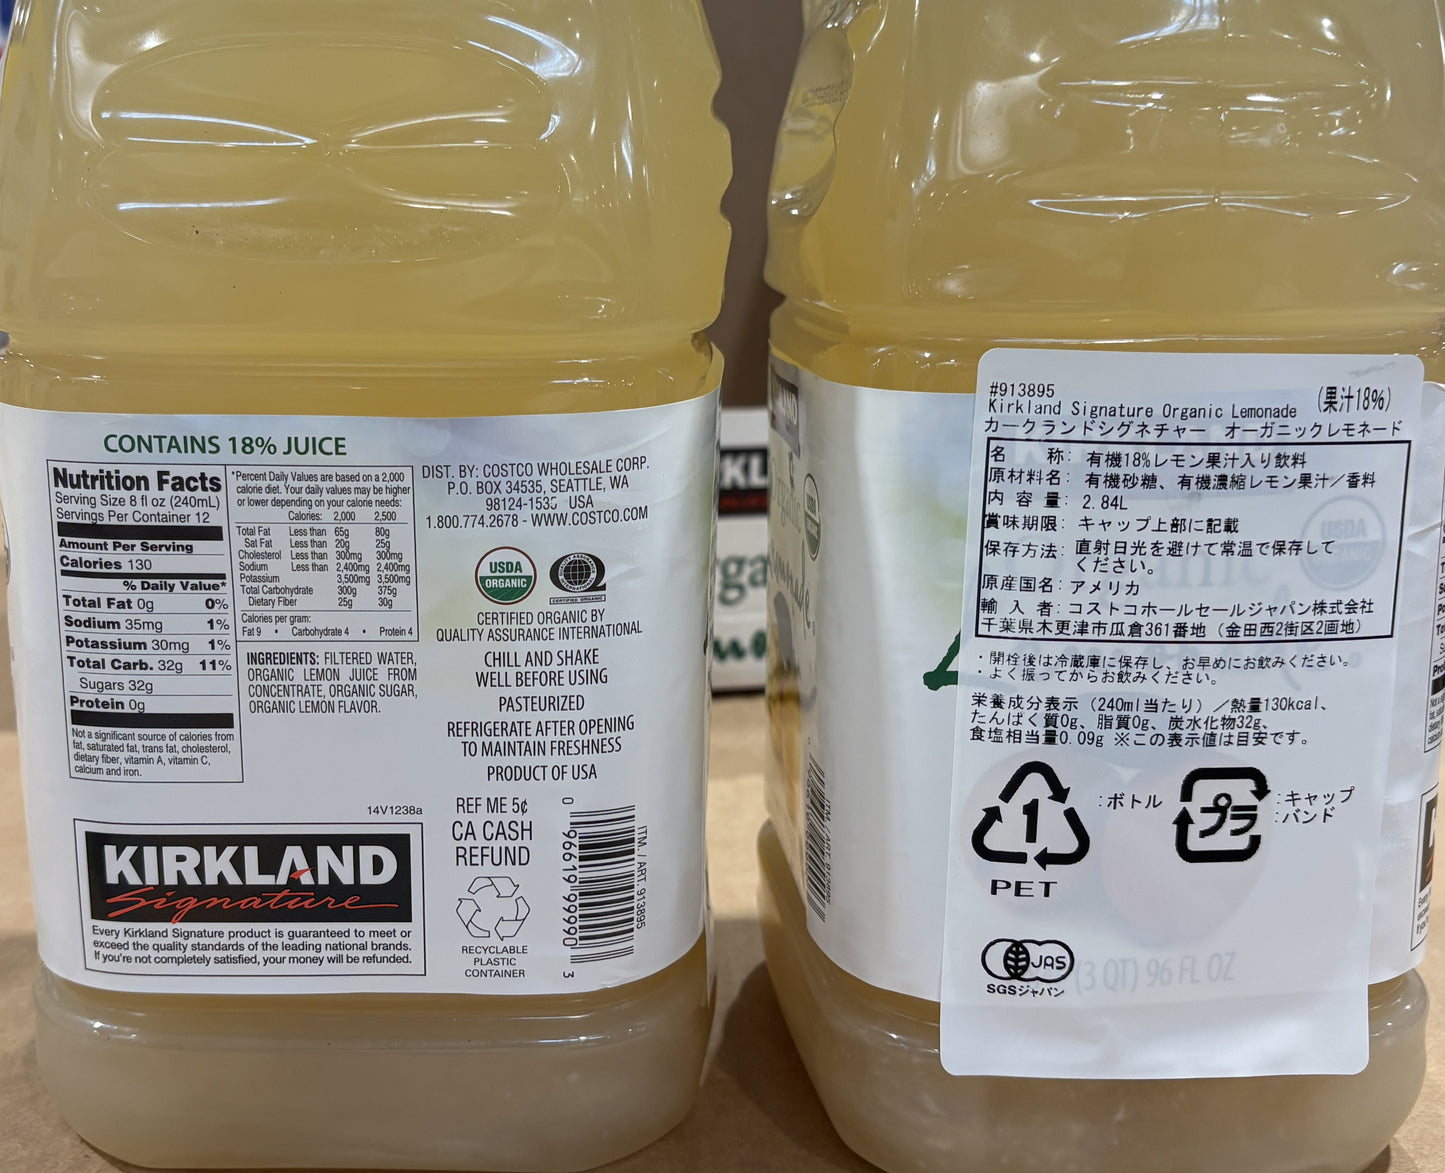 CONTAINS 18% JUICE
Nutrition Facts
Serving Size 8 fl oz (240mL)
Servings Per Container 12
Amount Per Serving
Calories 130
% Daily Value*
Total Fat 0g 0%
Sodium 35mg 1%
Potassium 30mg 1%
Total Carb. 32g 11%
Sugars 32g
Protein 0g
Not a significant source of calories from
fat, saturated fat, trans fat, cholesterol,
dietary fiber, vitamin A, vitamin C,
calcium and iron.
*Percent Daily Values are based on a 2,000
calorie diet. Your daily values may be higher
or lower depending on your calorie needs:
Calories: 2,000 2,500
Total Fat Less than 65g 80g
Sat Fat Less than 20g 25g
Cholesterol Less than 300mg 300mg
Sodium Less than 2,400mg 2,400mg
Potassium 3,500mg 3,500mg
Total Carbohydrate 300g 375g
Dietary Fiber 25g 30g
Calories per gram:
Fat 9 • Carbohydrate 4 • Protein 4
INGREDIENTS: FILTERED WATER,
ORGANIC LEMON JUICE FROM
CONCENTRATE, ORGANIC SUGAR,
ORGANIC LEMON FLAVOR.
DIST. BY: COSTCO WHOLESALE CORP.
P.O. BOX 34535, SEATTLE, WA
98124-1535 USA
1.800.774.2678 - WWW.COSTCO.COM
USDA
ORGANIC
CERTIFIED ORGANIC
CERTIFIED ORGANIC BY
QUALITY ASSURANCE INTERNATIONAL
CHILL AND SHAKE
WELL BEFORE USING
PASTEURIZED
REFRIGERATE AFTER OPENING
TO MAINTAIN FRESHNESS
PRODUCT OF USA
14V1238a
KIRKLAND
Signature
Every Kirkland Signature product is guaranteed to meet or
exceed the quality standards of the leading national brands.
If you're not completely satisfied, your money will be refunded.
REF ME 5¢
CA CASH
REFUND
RECYCLABLE
PLASTIC
CONTAINER
0 96619 99990 3
ITM. / ART. 913895
#913895
Kirkland Signature Organic Lemonade (果汁18%)
カークランドシグネチャー オーガニックレモネード
名 称: 有機18%レモン果汁入り飲料
原材料名: 有機砂糖、有機濃縮レモン果汁／香料
内 容 量: 2.84L
賞味期限: キャップ上部に記載
保存方法: 直射日光を避けて常温で保存して
ください。
原産国名: アメリカ
輸 入 者: コストコホールセールジャパン株式会社
千葉県木更津市瓜倉361番地（金田西2街区2画地）
・開栓後は冷蔵庫に保存し、お早めにお飲みください。
・よく振ってからお飲みください。
栄養成分表示（240ml当たり）／熱量130kcal、
たんぱく質0g、脂質0g、炭水化物32g、
食塩相当量0.09g ※この表示値は目安です。
1
PET
:ボトル
プラ
:キャップ
:バンド
JAS
SGSジャパン
(3 QT) 96 FL OZ
ITM. / ART. 913895